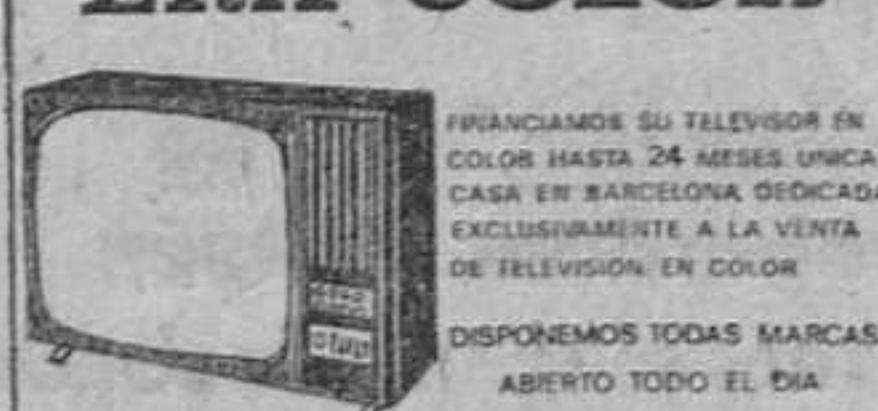 COLOR
FINANCIAMOS SU TELEVISOR EN
COLOR HASTA 24 MESES UNICA
CASA EN BARCELONA DEDICADA
EXCLUSIVAMENTE A LA VENTA
DE TELEVISION EN COLOR
DISPONEMOS TODAS MARCAS
ABIERTO TODO EL DIA